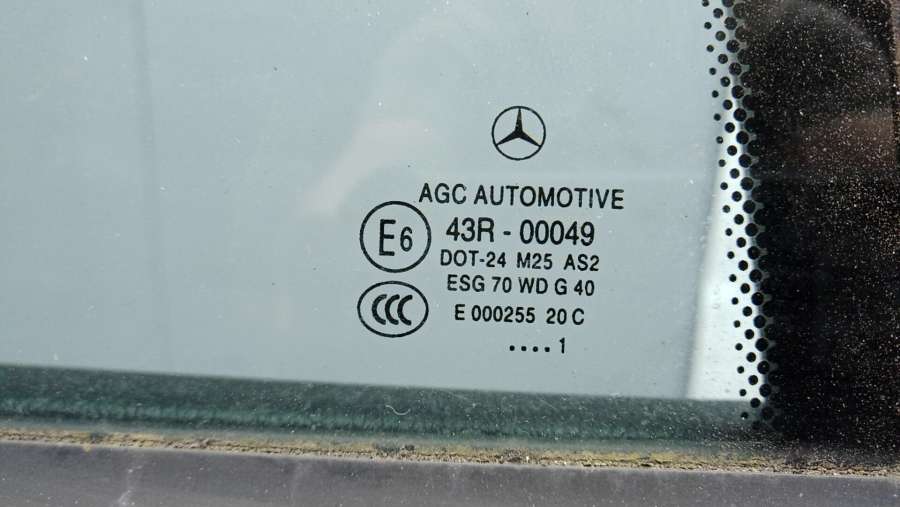 AGC AUTOMOTIVE
E6
43R - 00049
DOT-24 M25 AS2
ESG 70 WD G 40
CCC
E 000255 20 C
.... 1